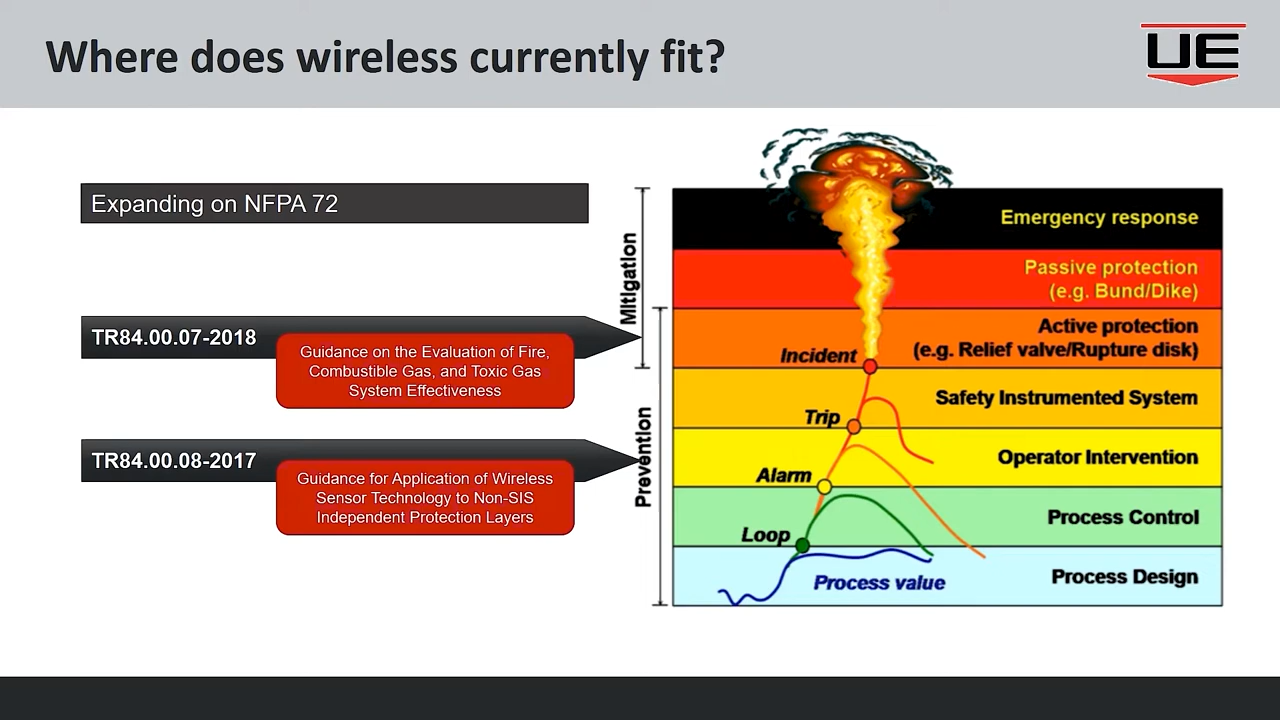 Where does wireless currently fit?
UE
Expanding on NFPA 72
TR84.00.07-2018
Guidance on the Evaluation of Fire,
Combustible Gas, and Toxic Gas
System Effectiveness
TR84.00.08-2017
Guidance for Application of Wireless
Sensor Technology to Non-SIS
Independent Protection Layers
Mitigation
Prevention
Emergency response
Passive protection
(e.g. Bund/Dike)
Active protection
(e.g. Relief valve/Rupture disk)
Incident
Safety Instrumented System
Trip
Operator Intervention
Alarm
Process Control
Loop
Process Design
Process value